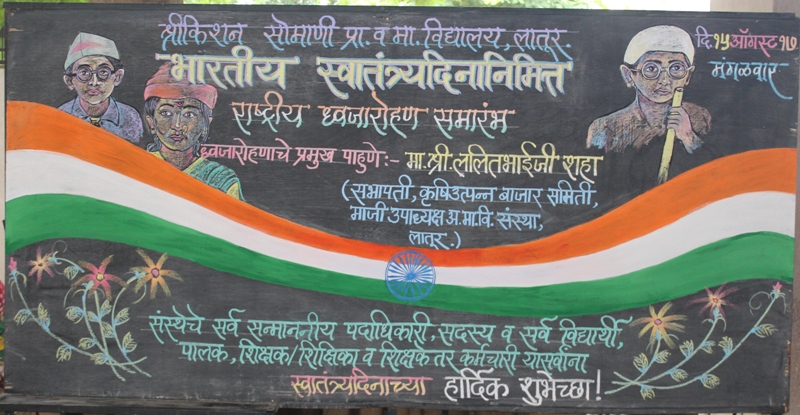 श्रीकिशन सोमाणी प्रा. व मा. विद्यालय, लातूर.
दि. १५ ऑगस्ट १७
मंगळवार
भारतीय स्वातंत्र्यदिनानिमित्त
राष्ट्रीय ध्वजारोहण समारंभ
ध्वजारोहणाचे प्रमुख पाहुणे:- मा. श्री. ललितभाईजी शहा
(सभापती, कृषिउत्पन्न बाजार समिती,
माजी उपाध्यक्ष अ. मा. वि. संस्था,
लातूर.)
संस्थेचे सर्व सन्माननीय पदाधिकारी, सदस्य व सर्व विद्यार्थी,
पालक, शिक्षक/शिक्षिका व शिक्षकेतर कर्मचारी यासर्वांना
स्वातंत्र्यदिनाच्या हार्दिक शुभेच्छा!